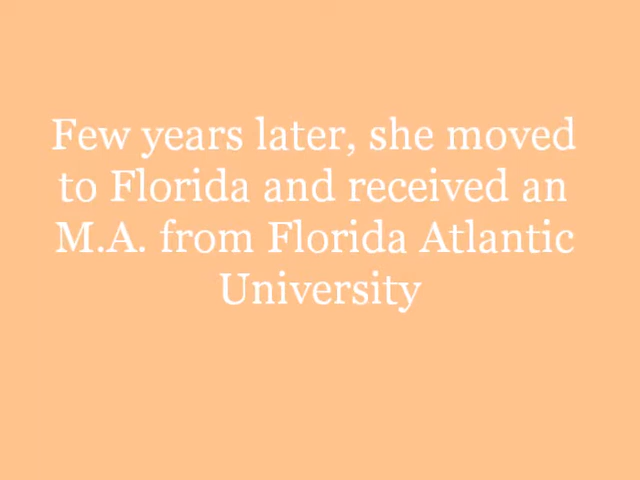 Few years later, she moved
to Florida and received an
M.A. from Florida Atlantic
University